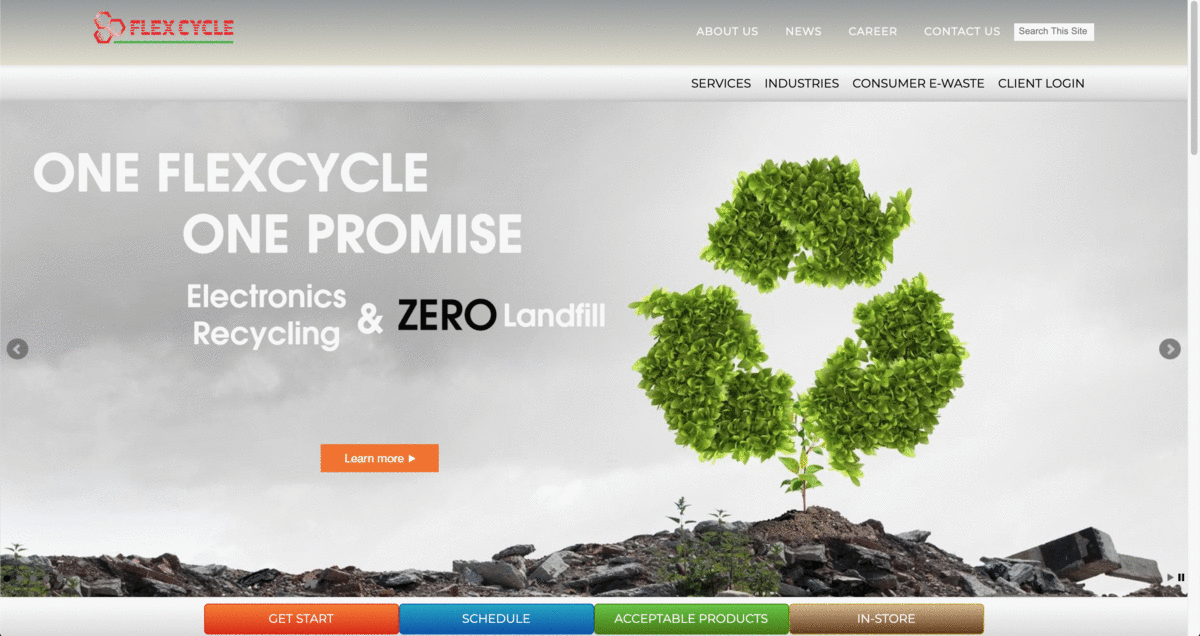 FLEX CYCLE
ABOUT US NEWS CAREER CONTACT US Search This Site
SERVICES INDUSTRIES CONSUMER E-WASTE CLIENT LOGIN
ONE FLEXCYCLE
ONE PROMISE
Electronics
Recycling & ZERO Landfill
Learn more
GET START SCHEDULE ACCEPTABLE PRODUCTS IN-STORE